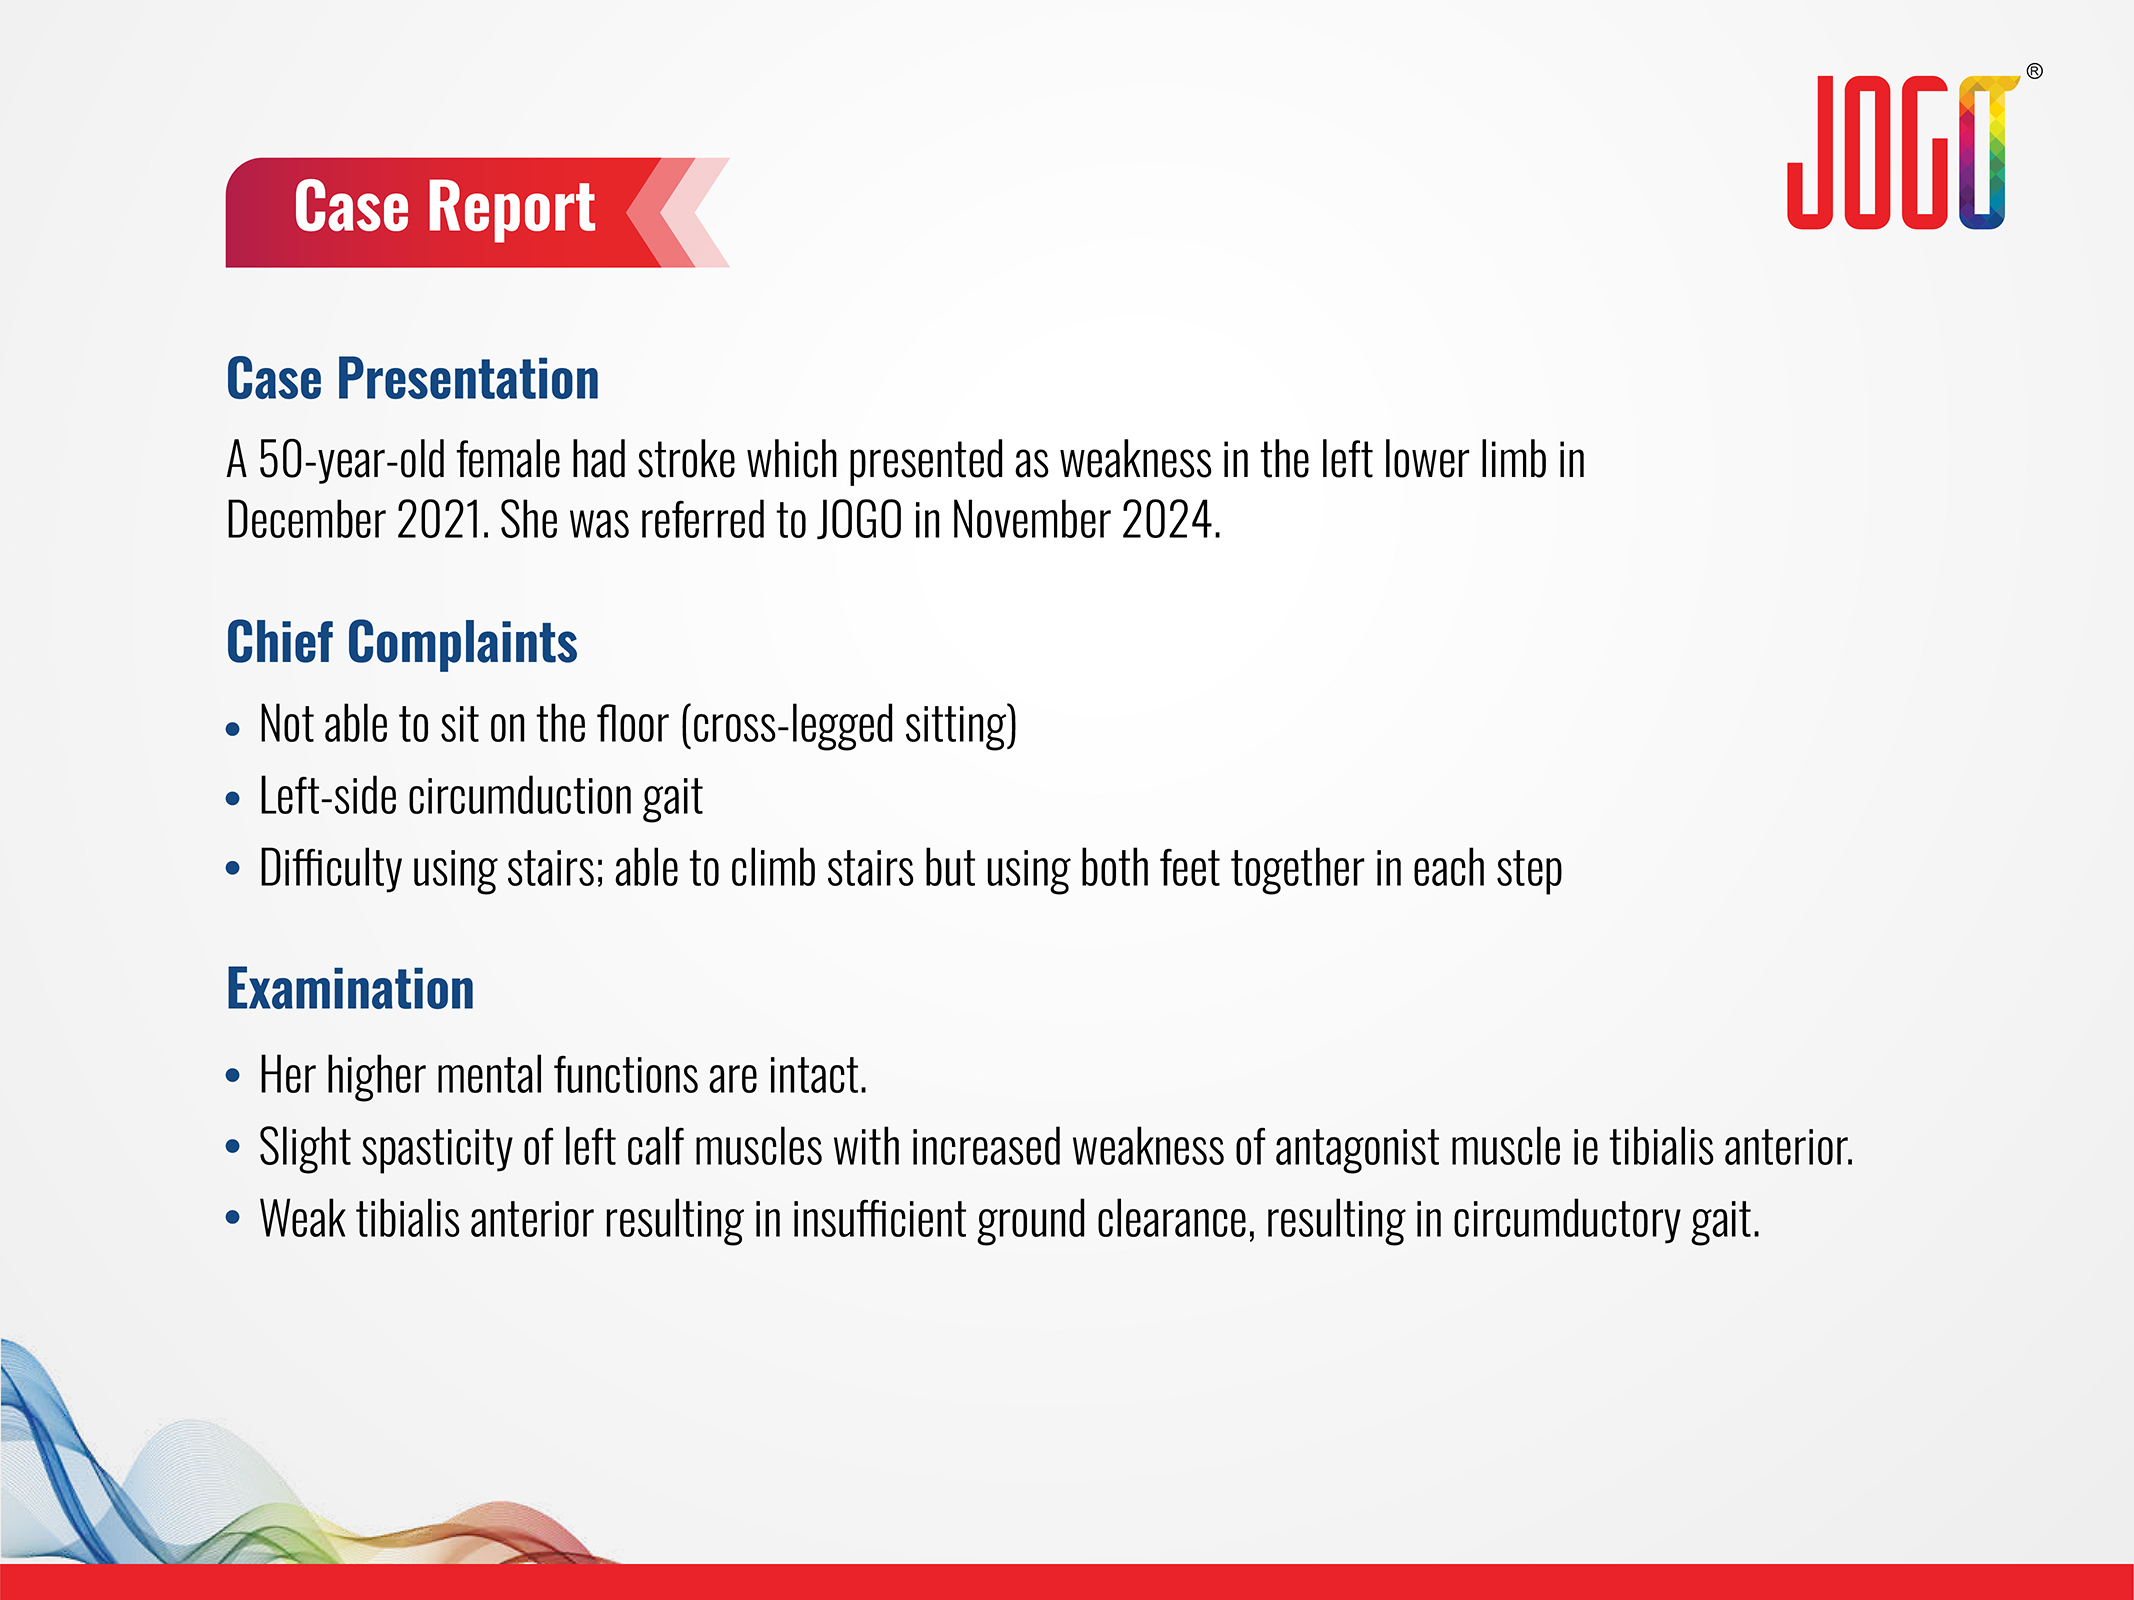 JOGO®
Case Report
Case Presentation
A 50-year-old female had stroke which presented as weakness in the left lower limb in
December 2021. She was referred to JOGO in November 2024.
Chief Complaints
• Not able to sit on the floor (cross-legged sitting)
• Left-side circumduction gait
• Difficulty using stairs; able to climb stairs but using both feet together in each step
Examination
• Her higher mental functions are intact.
• Slight spasticity of left calf muscles with increased weakness of antagonist muscle ie tibialis anterior.
• Weak tibialis anterior resulting in insufficient ground clearance, resulting in circumductory gait.